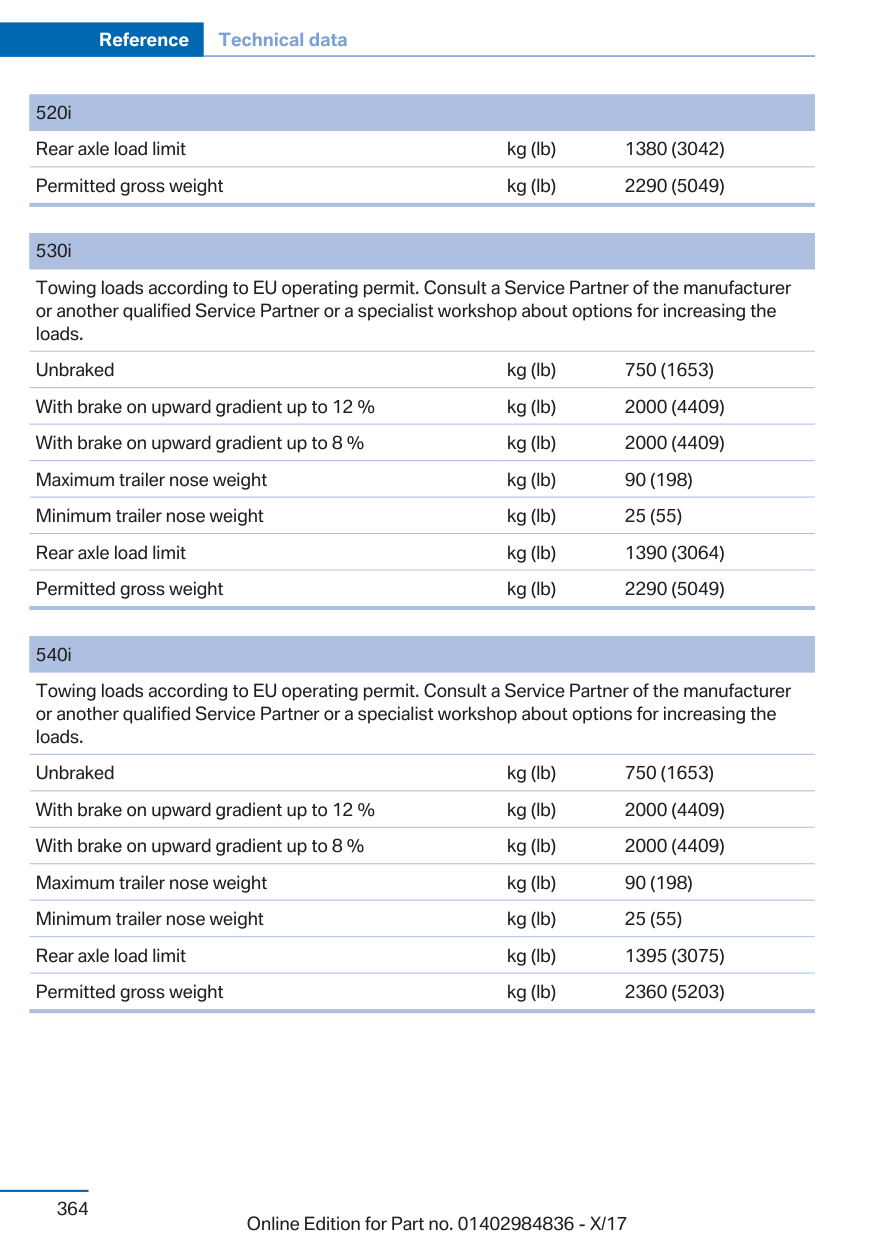 Reference Technical data
520i
Rear axle load limit kg (lb) 1380 (3042)
Permitted gross weight kg (lb) 2290 (5049)
530i
Towing loads according to EU operating permit. Consult a Service Partner of the manufacturer
or another qualified Service Partner or a specialist workshop about options for increasing the
loads.
Unbraked kg (lb) 750 (1653)
With brake on upward gradient up to 12 % kg (lb) 2000 (4409)
With brake on upward gradient up to 8 % kg (lb) 2000 (4409)
Maximum trailer nose weight kg (lb) 90 (198)
Minimum trailer nose weight kg (lb) 25 (55)
Rear axle load limit kg (lb) 1390 (3064)
Permitted gross weight kg (lb) 2290 (5049)
540i
Towing loads according to EU operating permit. Consult a Service Partner of the manufacturer
or another qualified Service Partner or a specialist workshop about options for increasing the
loads.
Unbraked kg (lb) 750 (1653)
With brake on upward gradient up to 12 % kg (lb) 2000 (4409)
With brake on upward gradient up to 8 % kg (lb) 2000 (4409)
Maximum trailer nose weight kg (lb) 90 (198)
Minimum trailer nose weight kg (lb) 25 (55)
Rear axle load limit kg (lb) 1395 (3075)
Permitted gross weight kg (lb) 2360 (5203)
364
Online Edition for Part no. 01402984836 - X/17